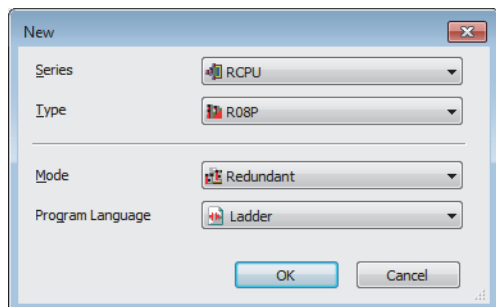 New
Series RCPU
Type R08P
Mode Redundant
Program Language Ladder
OK Cancel